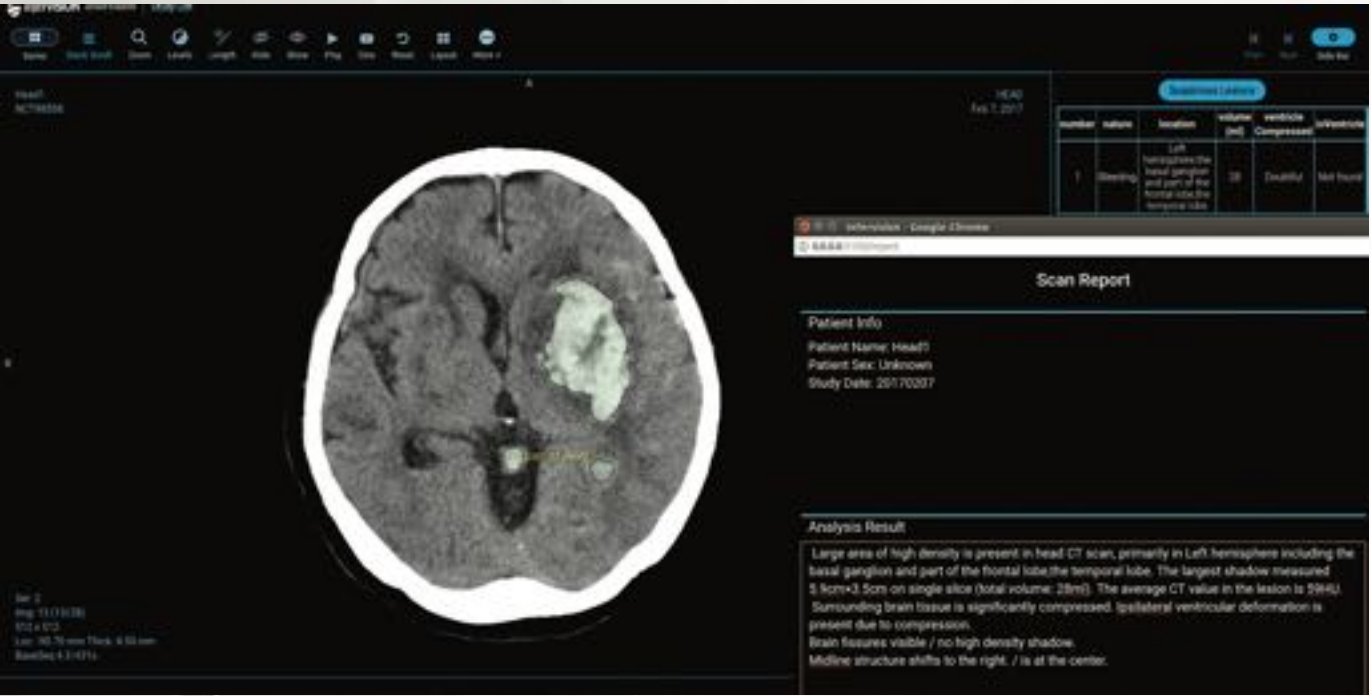 Zoom
Levels
Length
Hide
Show
Play
Reset
Layout
More
Head1
HEAD
Feb 7, 2017
A
Suspicious Lesions
number nature location volume (ml) ventricle Compressed
1 Bleeding Left hemisphere:the basal ganglion and part of the frontal lobe;the temporal lobe 28 Doubtful Not found
Infervision - Google Chrome
Scan Report
Patient Info
Patient Name: Head1
Patient Sex: Unknown
Study Date: 20170207
Analysis Result
Large area of high density is present in head CT scan, primarily in Left hemisphere including the
basal ganglion and part of the frontal lobe;the temporal lobe. The largest shadow measured
5.9cm*3.5cm on single slice (total volume: 28ml). The average CT value in the lesion is 59HU.
Surrounding brain tissue is significantly compressed. Ipsilateral ventricular deformation is
present due to compression.
Brain fissures visible / no high density shadow.
Midline structure shifts to the right. / is at the center.
512 x 512